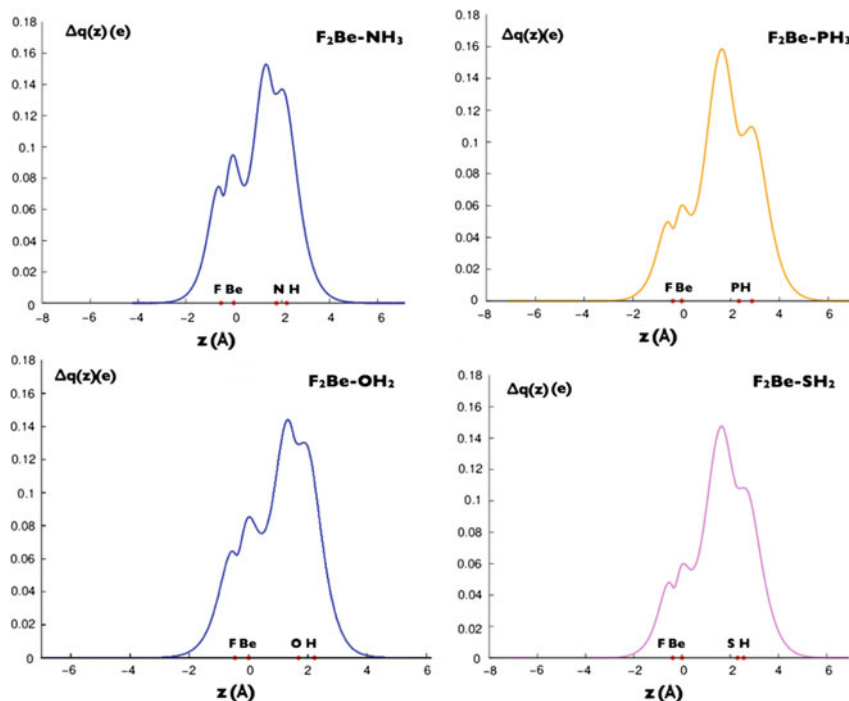 0.18
Δq(z) (e) F₂Be-NH₃
0.16
0.14
0.12
0.1
0.08
0.06
0.04
0.02
F Be N H
0
−8 −6 −4 −2 0 2 4 6
z (Å)
0.18
Δq(z)(e) F₂Be-PH₃
0.16
0.14
0.12
0.1
0.08
0.06
0.04
0.02
F Be PH
0
−8 −6 −4 −2 0 2 4 6
z (Å)
0.18
Δq(z)(e) F₂Be-OH₂
0.16
0.14
0.12
0.1
0.08
0.06
0.04
0.02
F Be O H
0
−6 −4 −2 0 2 4 6
z (Å)
0.18
Δq(z) (e) F₂Be-SH₂
0.16
0.14
0.12
0.1
0.08
0.06
0.04
0.02
F Be S H
0
−8 −6 −4 −2 0 2 4 6
z (Å)